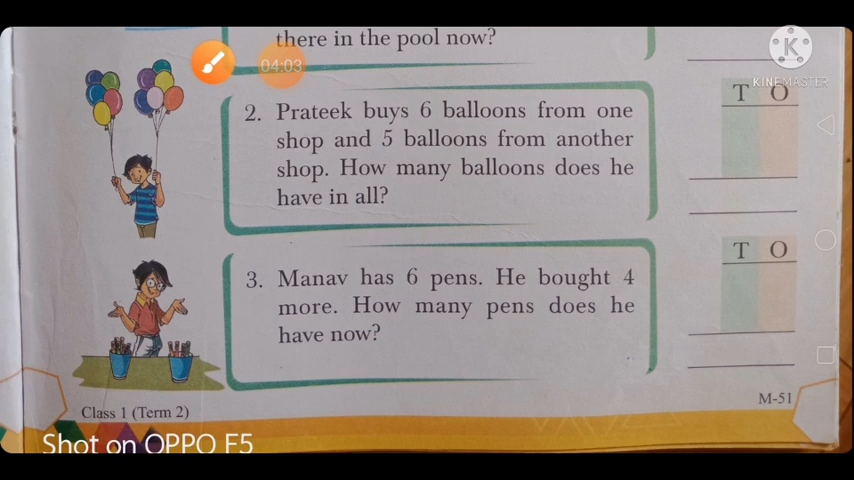 there in the pool now?
04:03
KINEMASTER
T O
2. Prateek buys 6 balloons from one
shop and 5 balloons from another
shop. How many balloons does he
have in all?
T O
3. Manav has 6 pens. He bought 4
more. How many pens does he
have now?
Class 1 (Term 2)
M-51
Shot on OPPO F5